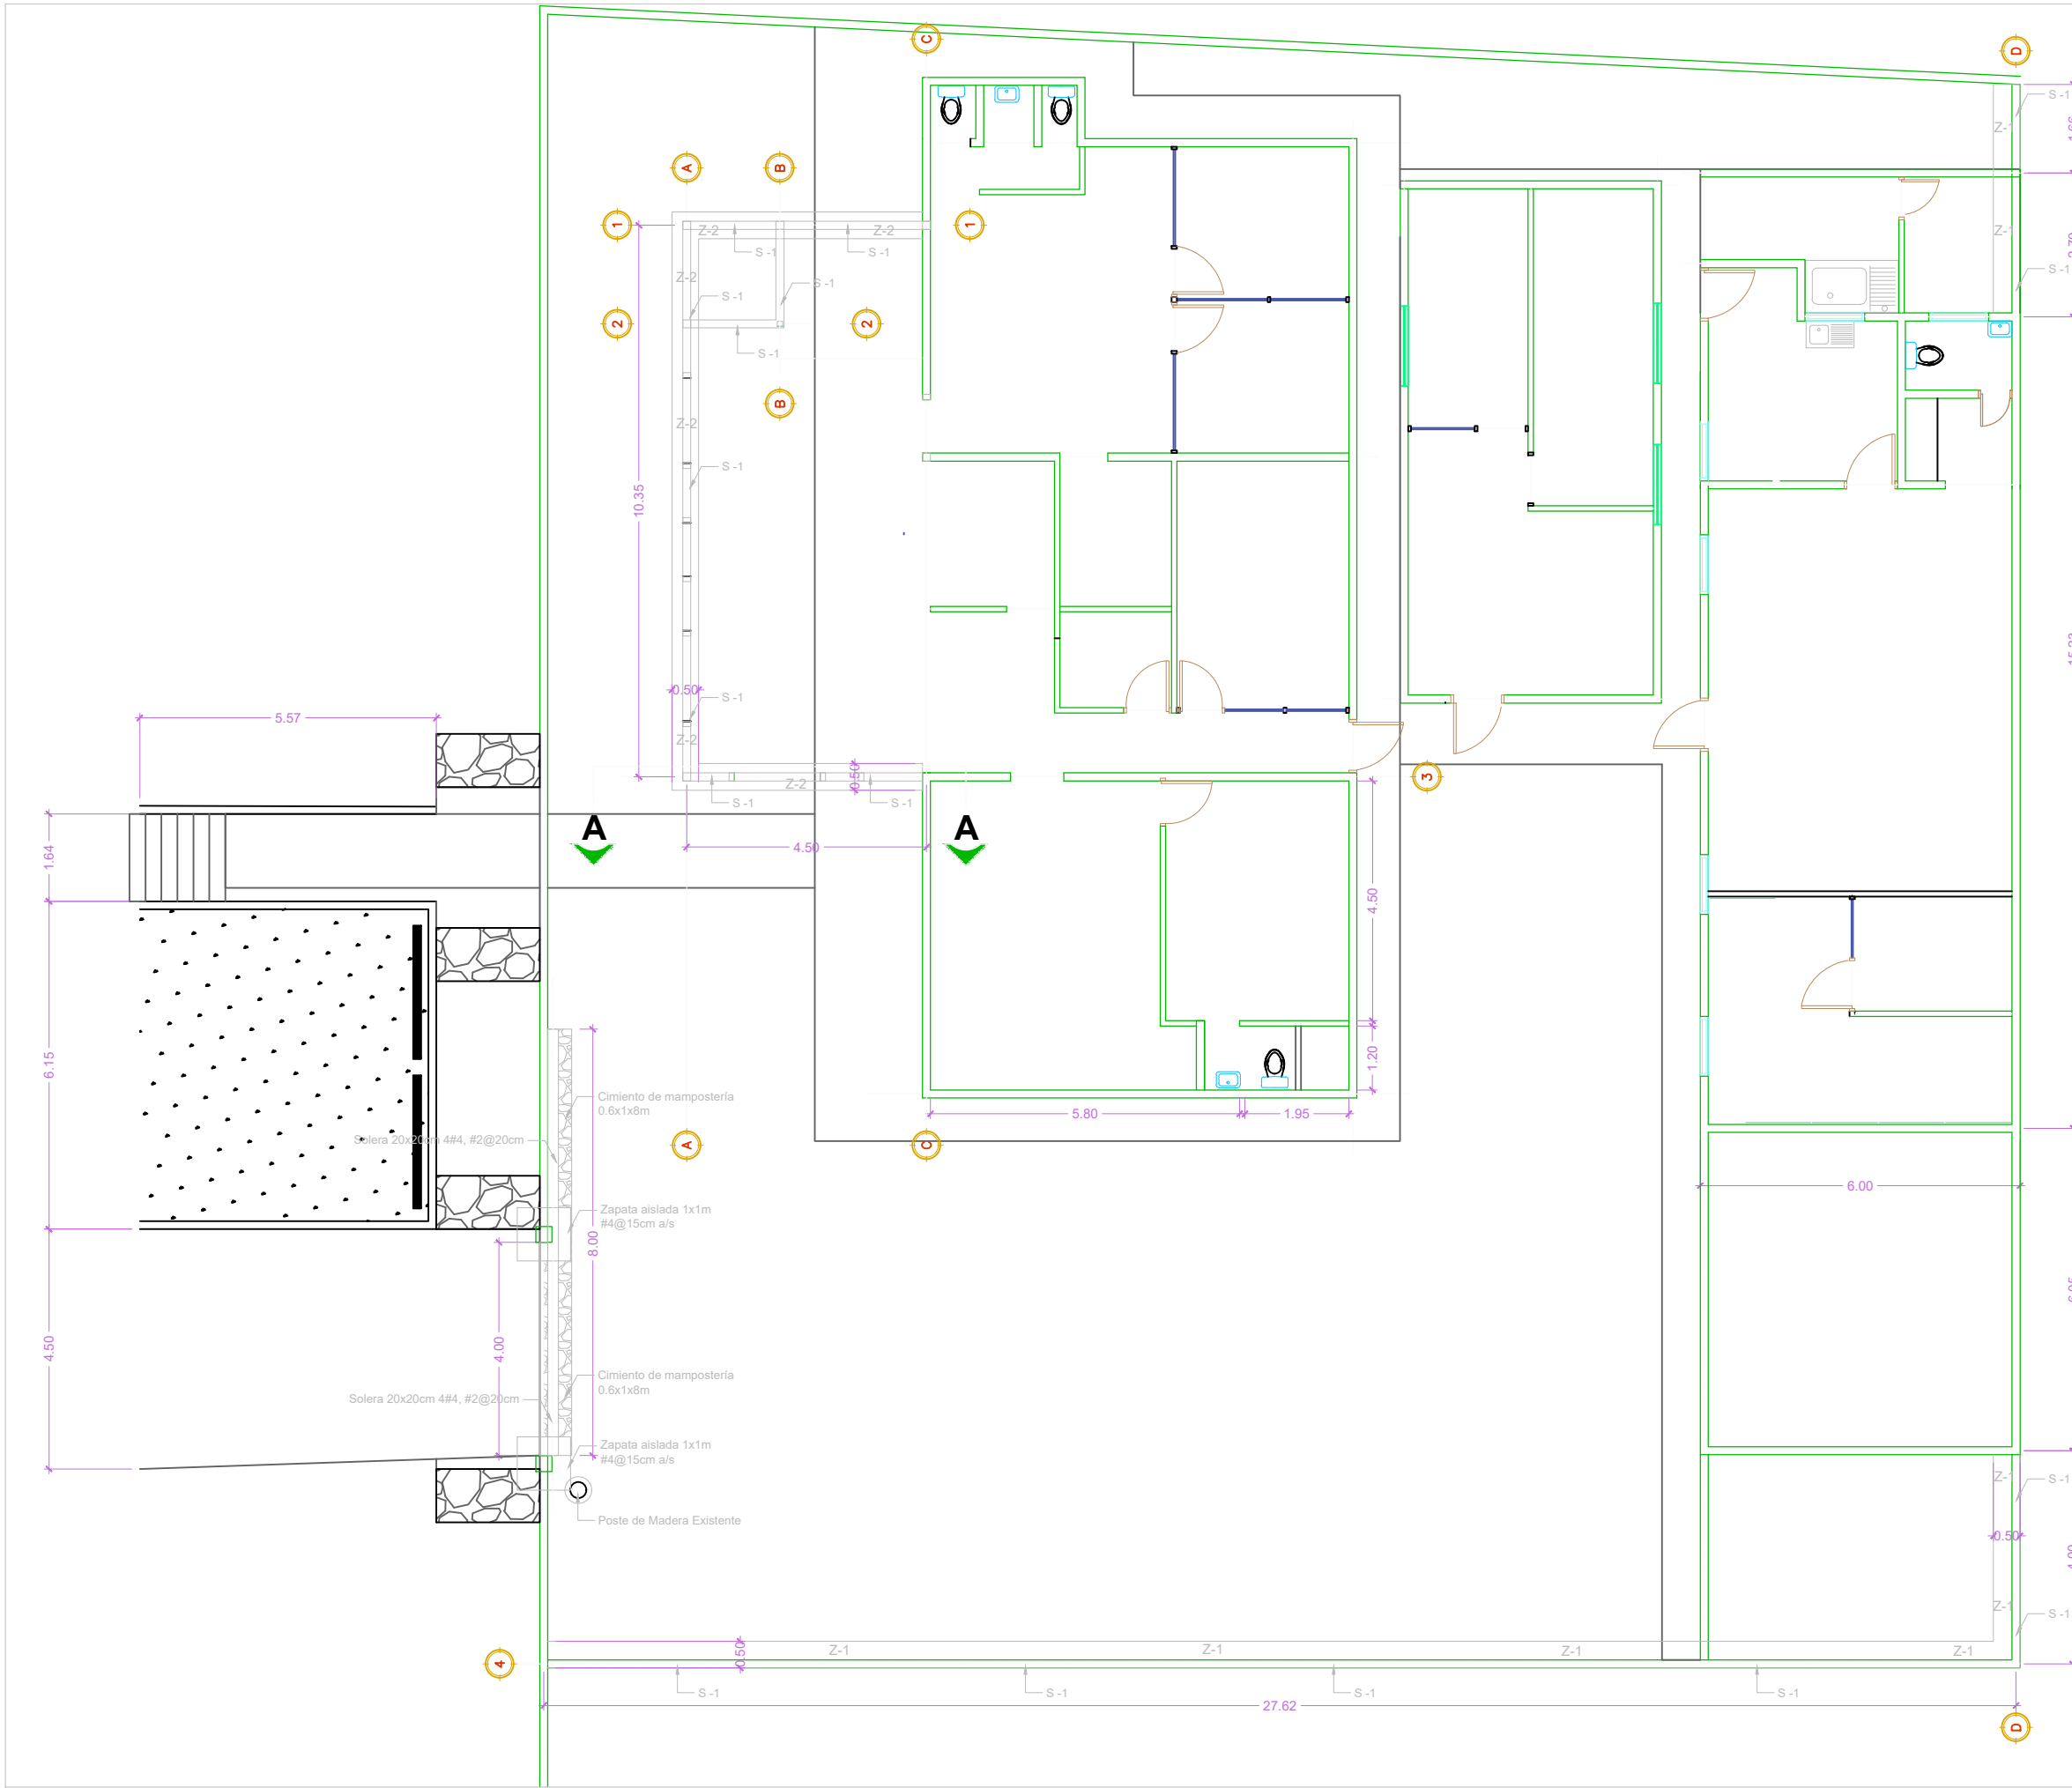 C
D
S -1
Z-1
A
B
1
1
Z-2
Z-2
S -1
S -1
Z-1
S -1
Z-2
S -1
S -1
2
2
S -1
B
Z-2
S -1
10.35
0.50
S -1
5.57
Z-2
3
0.50
Z-2
S -1
S -1
A
A
1.64
4.50
4.50
6.15
1.20
Cimiento de mampostería
0.6x1x8m
5.80
1.95
Solera 20x20cm 4#4, #2@20cm
A
C
6.00
Zapata aislada 1x1m
#4@15cm a/s
8.00
4.50
4.00
Cimiento de mampostería
0.6x1x8m
Solera 20x20cm 4#4, #2@20cm
Zapata aislada 1x1m
#4@15cm a/s
Z-1
S -1
Poste de Madera Existente
0.50
Z-1
S -1
0.50
Z-1
Z-1
Z-1
Z-1
4
S -1
S -1
S -1
S -1
27.62
D